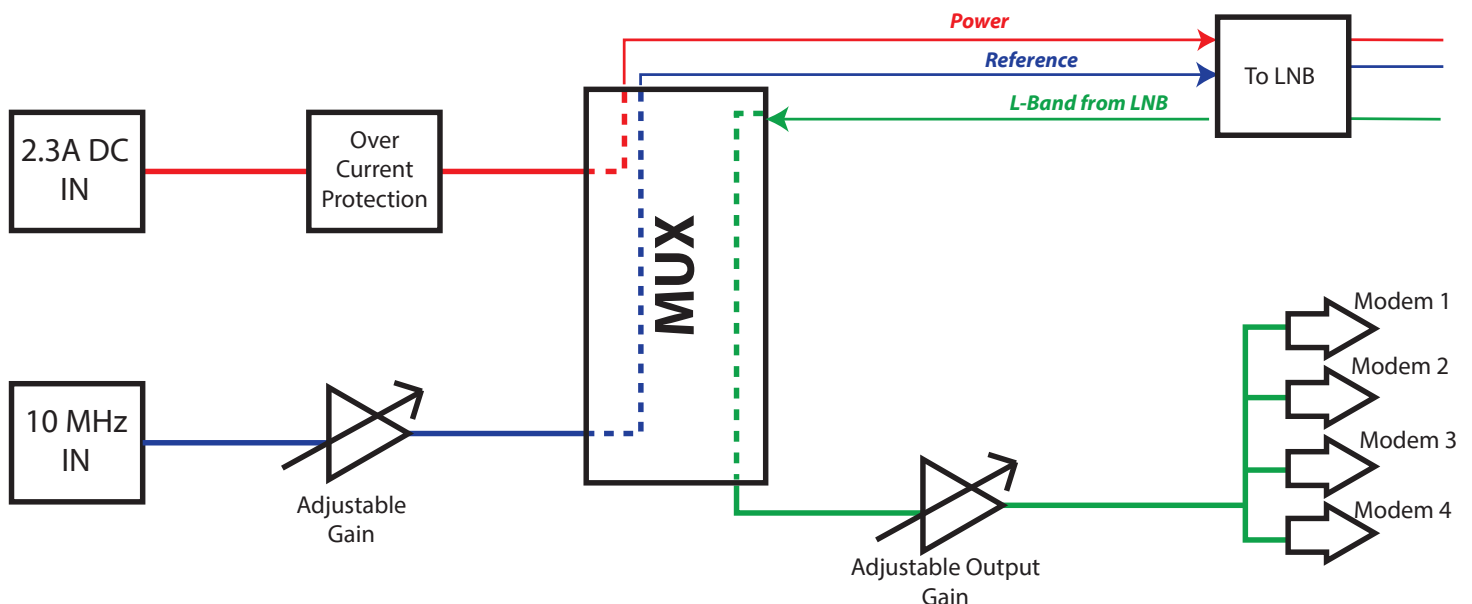 Power
Reference
L-Band from LNB
To LNB
2.3A DC
IN
Over
Current
Protection
MUX
10 MHz
IN
Adjustable
Gain
Adjustable Output
Gain
Modem 1
Modem 2
Modem 3
Modem 4